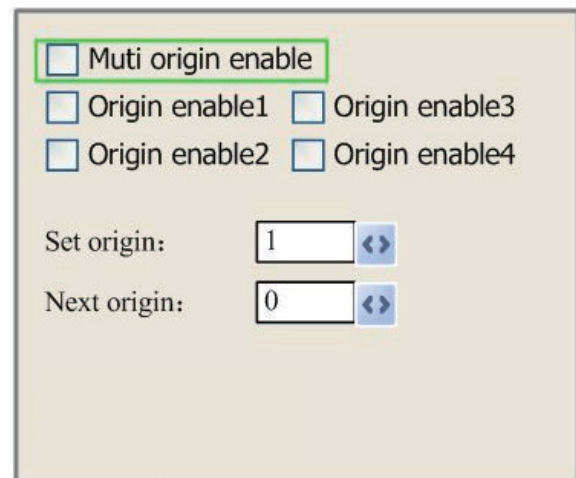 Muti origin enable
Origin enable1 Origin enable3
Origin enable2 Origin enable4
Set origin： 1
Next origin： 0